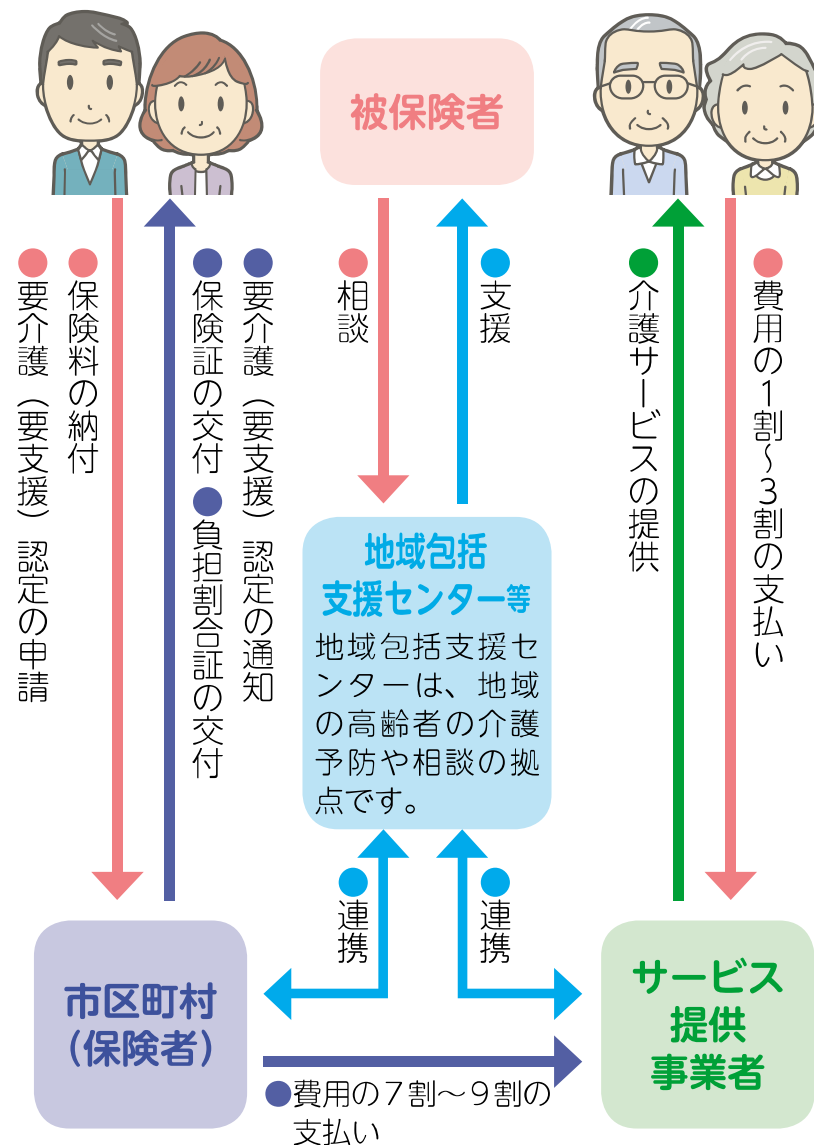 被保険者
●要介護(要支援)認定の通知
●保険証の交付 ●負担割合証の交付
●保険料の納付
●要介護(要支援)認定の申請
●支援
●相談
●費用の1割～3割の支払い
●介護サービスの提供
地域包括
支援センター等
地域包括支援セ
ンターは、地域
の高齢者の介護
予防や相談の拠
点です。
●連携
●連携
市区町村
(保険者)
サービス
提供
事業者
●費用の7割～9割の
支払い